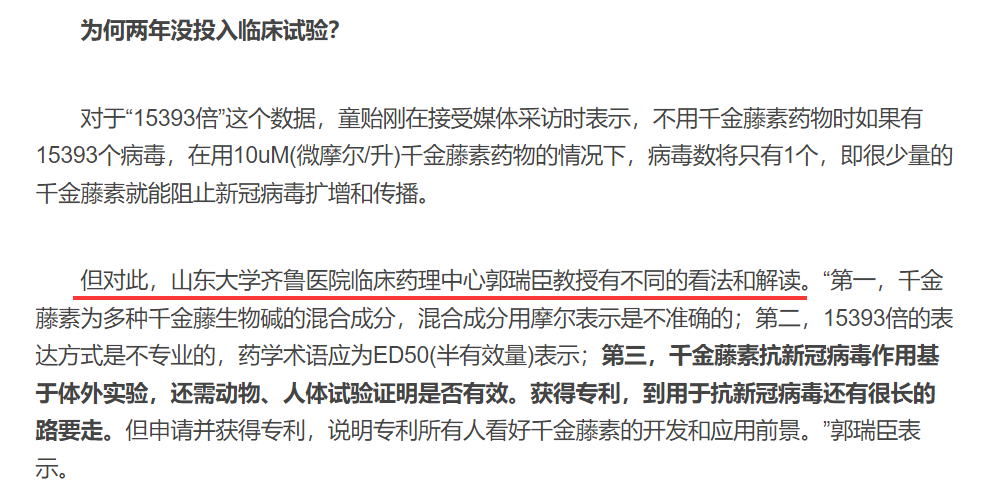 为何两年没投入临床试验？
对于“15393倍”这个数据，童贻刚在接受媒体采访时表示，不用千金藤素药物时如果有
15393个病毒，在用10uM(微摩尔/升)千金藤素药物的情况下，病毒数将只有1个，即很少量的
千金藤素就能阻止新冠病毒扩增和传播。
但对此，山东大学齐鲁医院临床药理中心郭瑞臣教授有不同的看法和解读。“第一，千金
藤素为多种千金藤生物碱的混合成分，混合成分用摩尔表示是不准确的；第二，15393倍的表
达方式是不专业的，药学术语应为ED50(半有效量)表示；第三，千金藤素抗新冠病毒作用基
于体外实验，还需动物、人体试验证明是否有效。获得专利，到用于抗新冠病毒还有很长的
路要走。但申请并获得专利，说明专利所有人看好千金藤素的开发和应用前景。”郭瑞臣表
示。